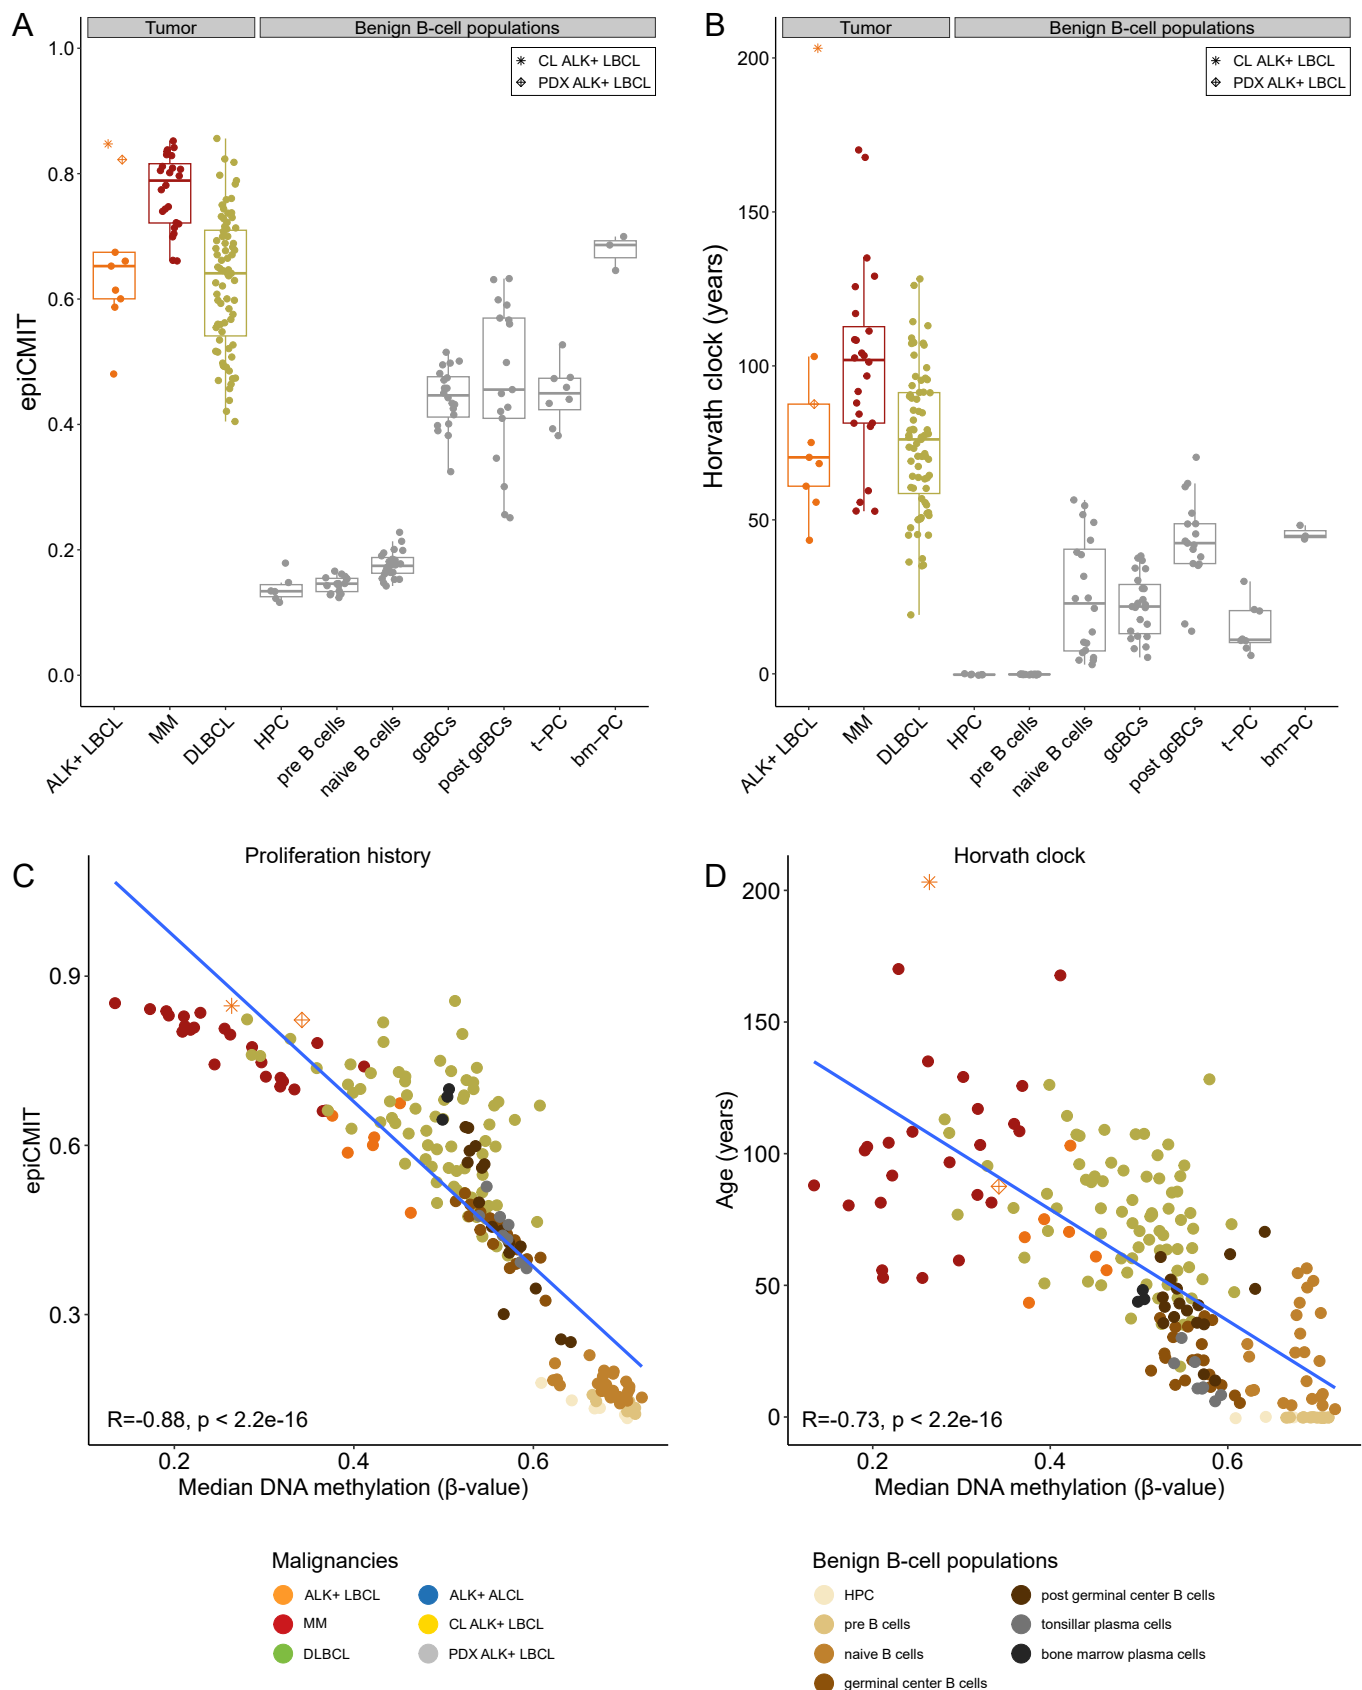 A
Tumor
Benign B-cell populations
CL ALK+ LBCL
PDX ALK+ LBCL
epiCMIT
1.0
0.8
0.6
0.4
0.2
0.0
ALK+ LBCL
MM
DLBCL
HPC
pre B cells
naive B cells
gcBCs
post gcBCs
t−PC
bm−PC
B
Tumor
Benign B-cell populations
CL ALK+ LBCL
PDX ALK+ LBCL
Horvath clock (years)
200
150
100
50
0
ALK+ LBCL
MM
DLBCL
HPC
pre B cells
naive B cells
gcBCs
post gcBCs
t−PC
bm−PC
C
Proliferation history
epiCMIT
0.9
0.6
0.3
R=-0.88, p < 2.2e-16
0.2
0.4
0.6
Median DNA methylation (β-value)
D
Horvath clock
Age (years)
200
150
100
50
0
R=-0.73, p < 2.2e-16
0.2
0.4
0.6
Median DNA methylation (β-value)
Malignancies
ALK+ LBCL
MM
DLBCL
ALK+ ALCL
CL ALK+ LBCL
PDX ALK+ LBCL
Benign B-cell populations
HPC
pre B cells
naive B cells
germinal center B cells
post germinal center B cells
tonsillar plasma cells
bone marrow plasma cells